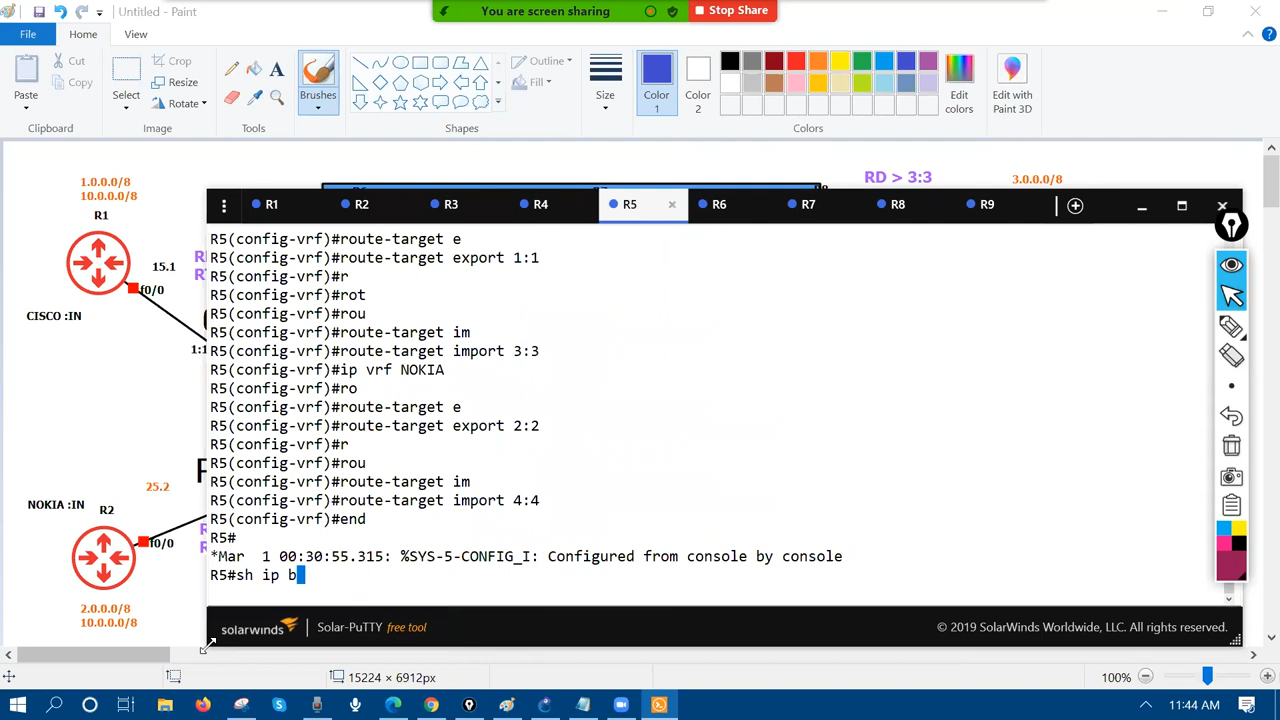 Untitled - Paint
You are screen sharing
Stop Share
File
Home
View
Paste
Cut
Copy
Clipboard
Select
Crop
Resize
Rotate
Image
Tools
Brushes
Shapes
Outline
Fill
Size
Color 1
Color 2
Colors
Edit colors
Edit with Paint 3D
1.0.0.0/8
10.0.0.0/8
R1
15.1
f0/0
CISCO :IN
1:1
RD > 3:3
3.0.0.0/8
25.2
NOKIA :IN
R2
f0/0
2.0.0.0/8
10.0.0.0/8
R1
R2
R3
R4
R5
R6
R7
R8
R9
R5(config-vrf)#route-target e
R5(config-vrf)#route-target export 1:1
R5(config-vrf)#r
R5(config-vrf)#rot
R5(config-vrf)#rou
R5(config-vrf)#route-target im
R5(config-vrf)#route-target import 3:3
R5(config-vrf)#ip vrf NOKIA
R5(config-vrf)#ro
R5(config-vrf)#route-target e
R5(config-vrf)#route-target export 2:2
R5(config-vrf)#r
R5(config-vrf)#rou
R5(config-vrf)#route-target im
R5(config-vrf)#route-target import 4:4
R5(config-vrf)#end
R5#
*Mar 1 00:30:55.315: %SYS-5-CONFIG_I: Configured from console by console
R5#sh ip b
solarwinds
Solar-PuTTY free tool
© 2019 SolarWinds Worldwide, LLC. All rights reserved.
15224 × 6912px
100%
11:44 AM